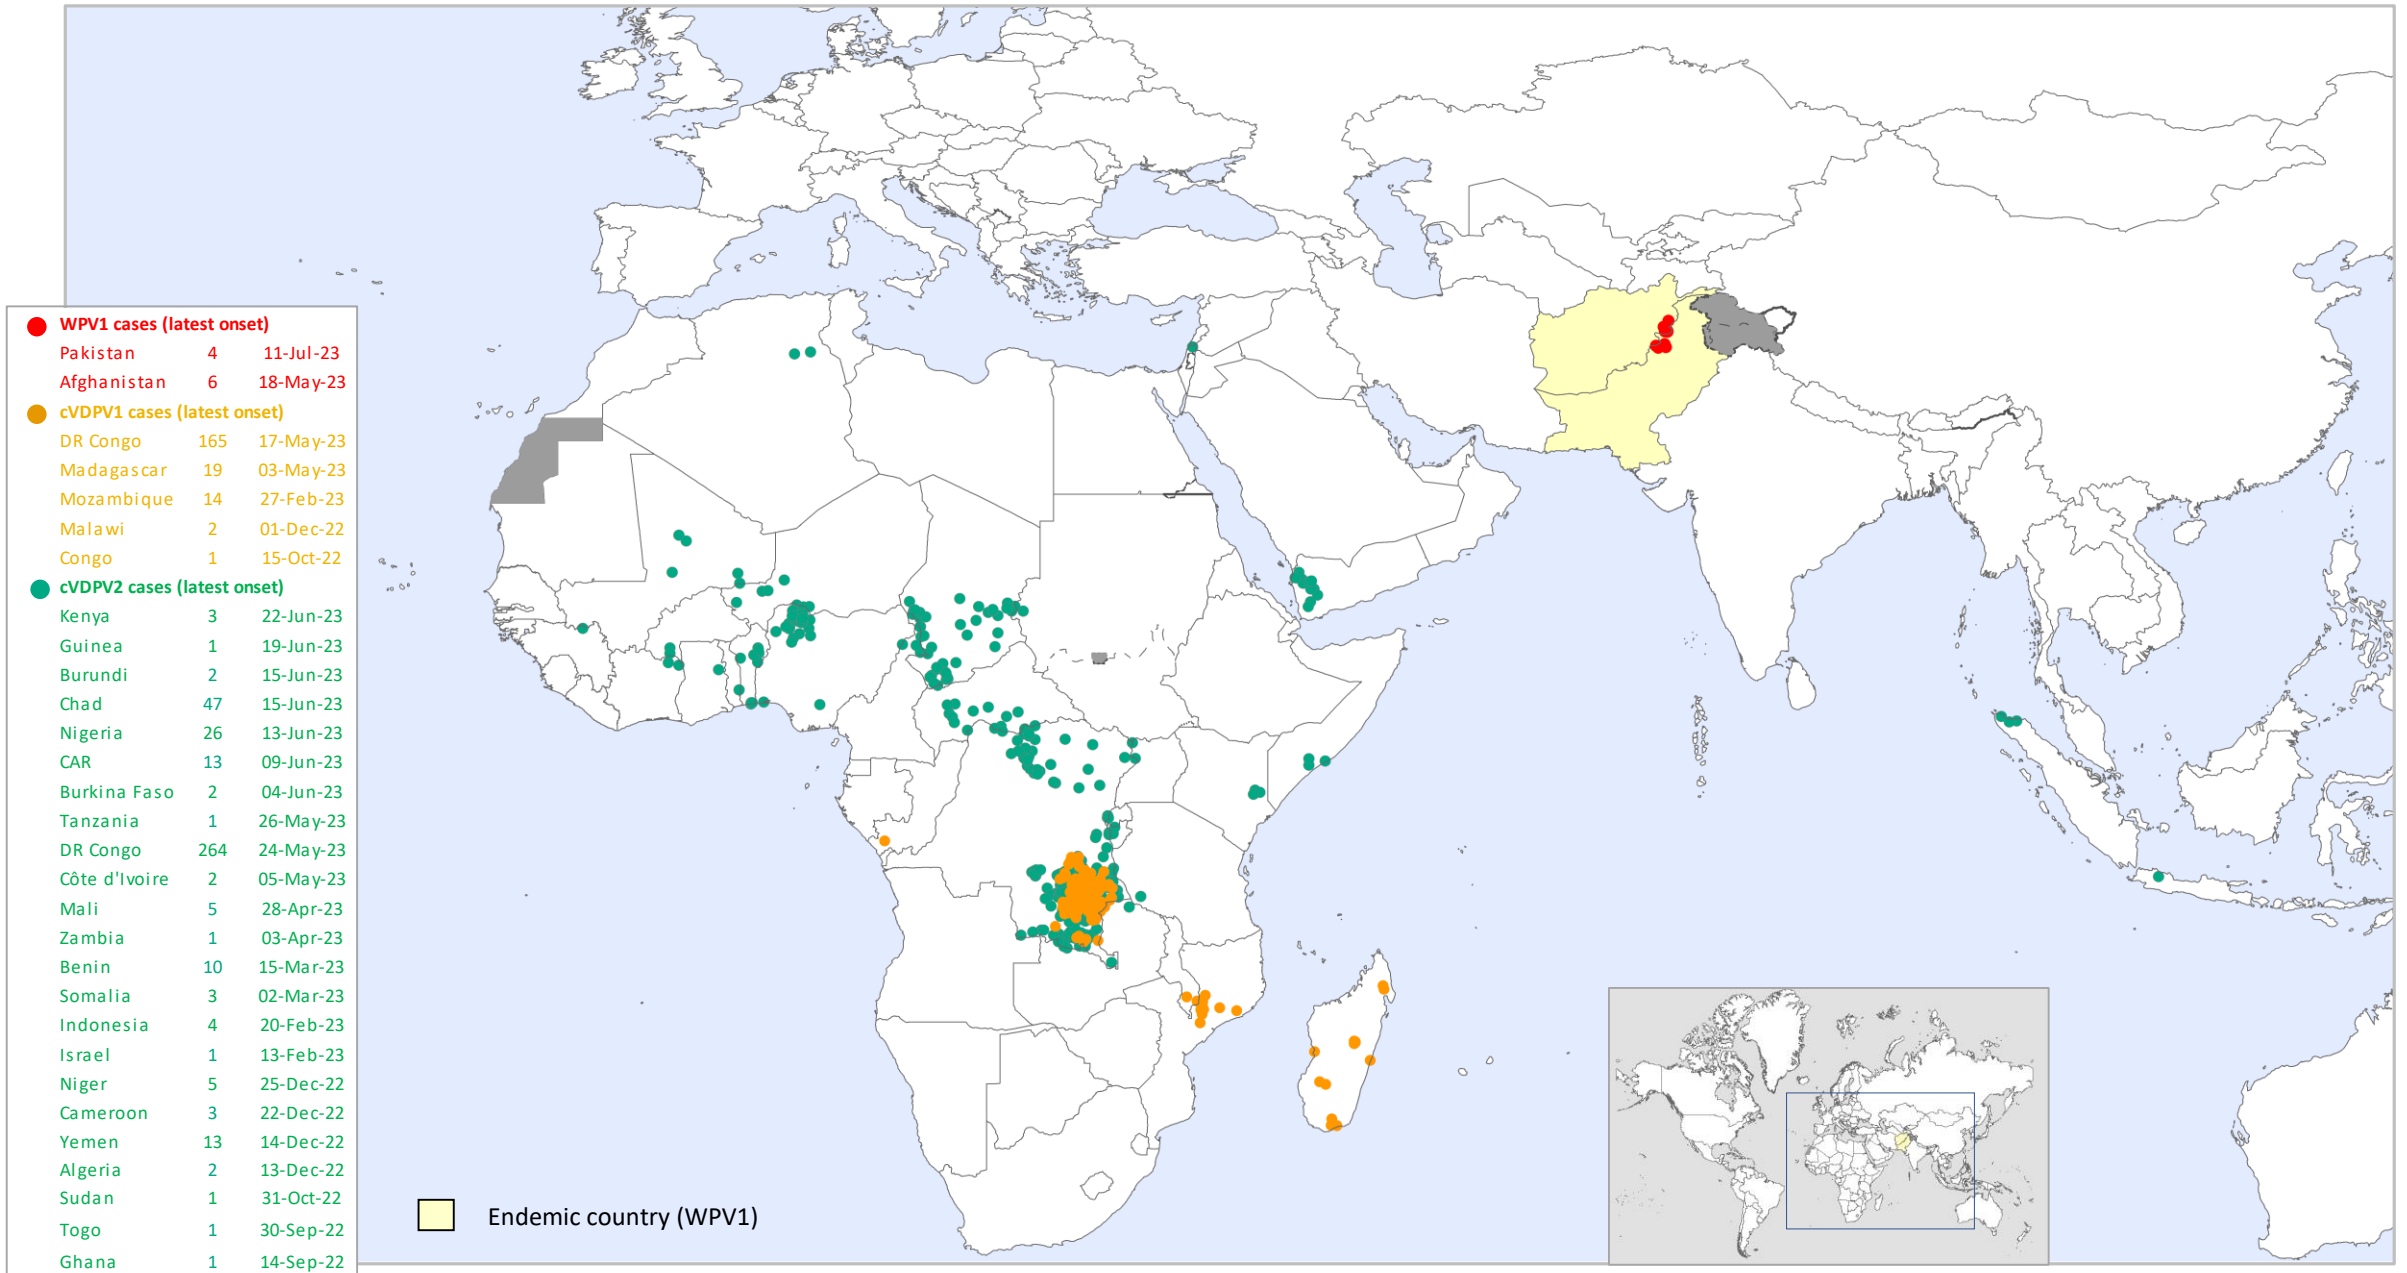 WPV1 cases (latest onset)
Pakistan 4 11-Jul-23
Afghanistan 6 18-May-23
cVDPV1 cases (latest onset)
DR Congo 165 17-May-23
Madagascar 19 03-May-23
Mozambique 14 27-Feb-23
Malawi 2 01-Dec-22
Congo 1 15-Oct-22
cVDPV2 cases (latest onset)
Kenya 3 22-Jun-23
Guinea 1 19-Jun-23
Burundi 2 15-Jun-23
Chad 47 15-Jun-23
Nigeria 26 13-Jun-23
CAR 13 09-Jun-23
Burkina Faso 2 04-Jun-23
Tanzania 1 26-May-23
DR Congo 264 24-May-23
Côte d'Ivoire 2 05-May-23
Mali 5 28-Apr-23
Zambia 1 03-Apr-23
Benin 10 15-Mar-23
Somalia 3 02-Mar-23
Indonesia 4 20-Feb-23
Israel 1 13-Feb-23
Niger 5 25-Dec-22
Cameroon 3 22-Dec-22
Yemen 13 14-Dec-22
Algeria 2 13-Dec-22
Sudan 1 31-Oct-22
Togo 1 30-Sep-22
Ghana 1 14-Sep-22
Endemic country (WPV1)